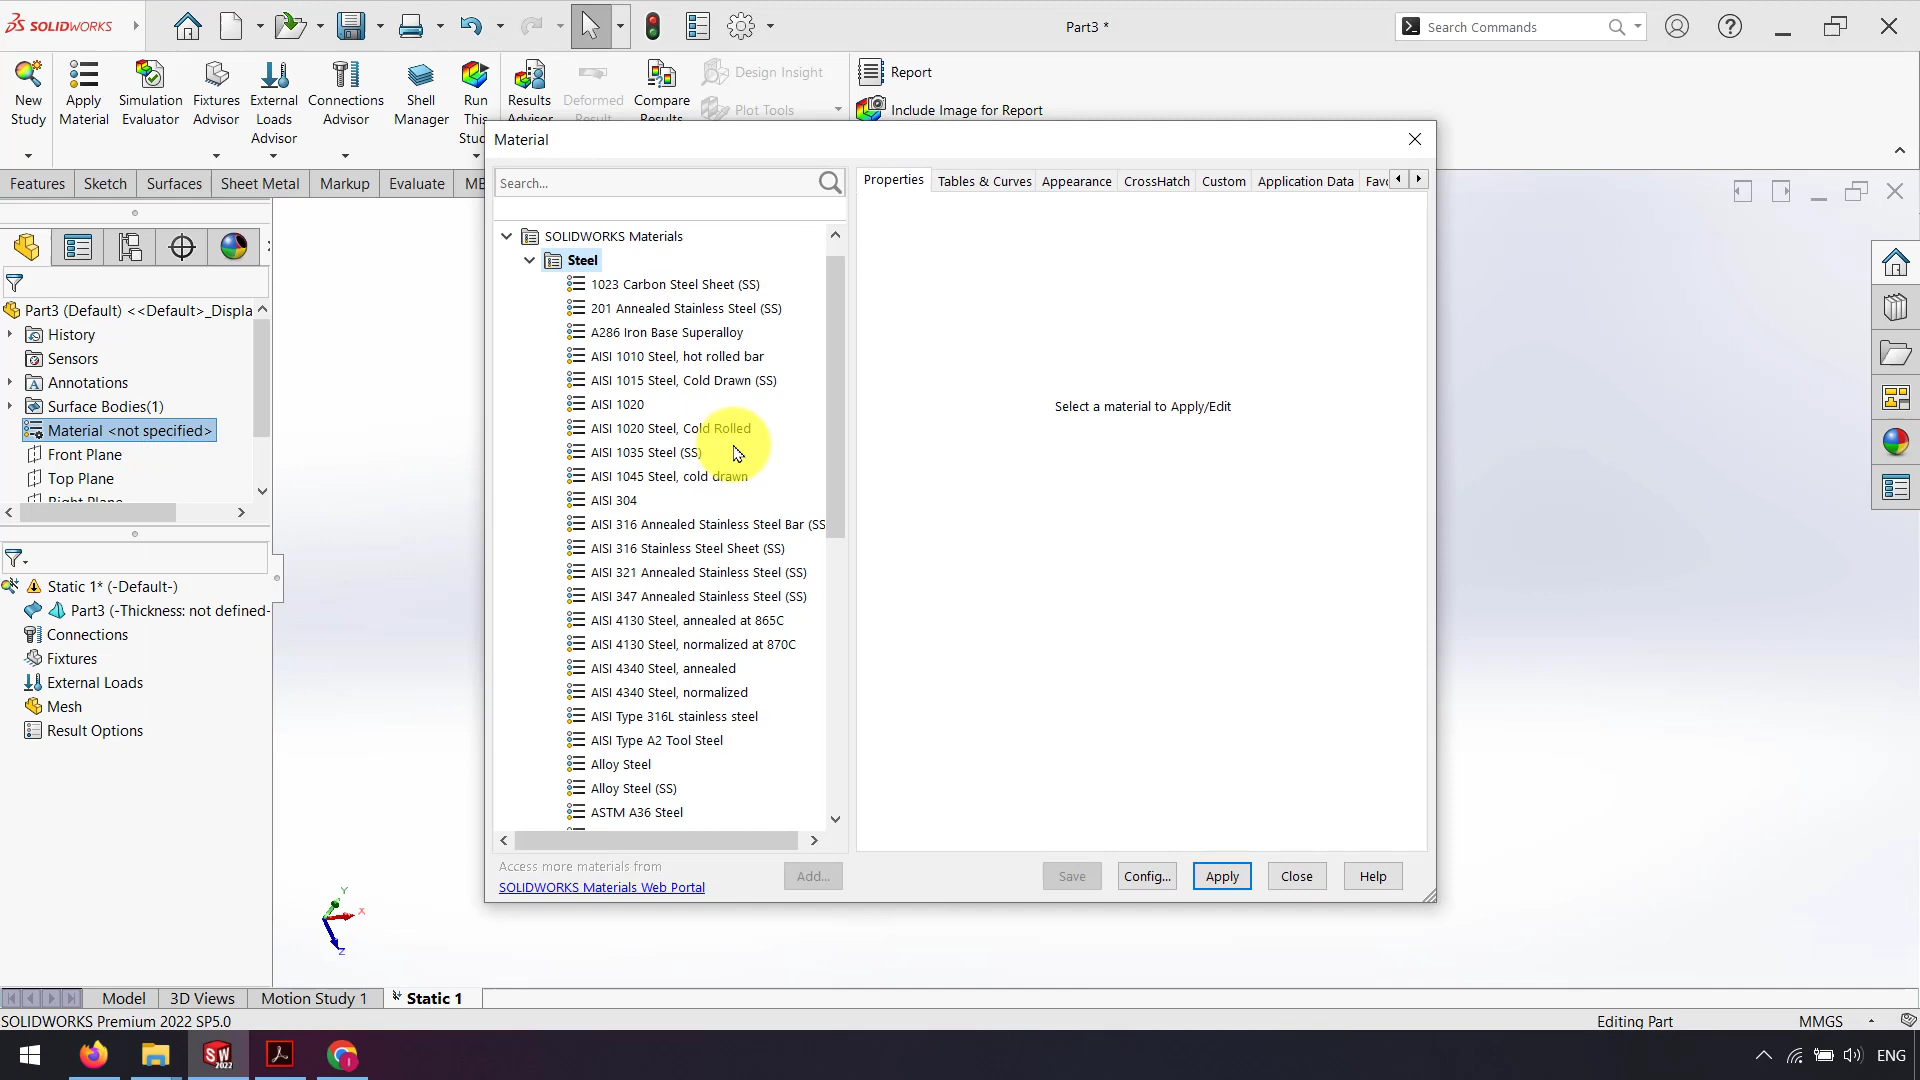 SOLIDWORKS
Part3 *
Search Commands
New Study
Apply Material
Simulation Evaluator
Fixtures Advisor
External Loads Advisor
Connections Advisor
Shell Manager
Run This
Results
Deformed
Compare
Design Insight
Plot Tools
Report
Include Image for Report
Features
Sketch
Surfaces
Sheet Metal
Markup
Evaluate
Part3 (Default) <<Default>_Displa
History
Sensors
Annotations
Surface Bodies(1)
Material <not specified>
Front Plane
Top Plane
Static 1* (-Default-)
Part3 (-Thickness: not defined-
Connections
Fixtures
External Loads
Mesh
Result Options
Material
Search...
SOLIDWORKS Materials
Steel
1023 Carbon Steel Sheet (SS)
201 Annealed Stainless Steel (SS)
A286 Iron Base Superalloy
AISI 1010 Steel, hot rolled bar
AISI 1015 Steel, Cold Drawn (SS)
AISI 1020
AISI 1020 Steel, Cold Rolled
AISI 1035 Steel (SS)
AISI 1045 Steel, cold drawn
AISI 304
AISI 316 Annealed Stainless Steel Bar (SS
AISI 316 Stainless Steel Sheet (SS)
AISI 321 Annealed Stainless Steel (SS)
AISI 347 Annealed Stainless Steel (SS)
AISI 4130 Steel, annealed at 865C
AISI 4130 Steel, normalized at 870C
AISI 4340 Steel, annealed
AISI 4340 Steel, normalized
AISI Type 316L stainless steel
AISI Type A2 Tool Steel
Alloy Steel
Alloy Steel (SS)
ASTM A36 Steel
Access more materials from
SOLIDWORKS Materials Web Portal
Add...
Properties
Tables & Curves
Appearance
CrossHatch
Custom
Application Data
Select a material to Apply/Edit
Save
Config...
Apply
Close
Help
Y
X
Z
Model
3D Views
Motion Study 1
Static 1
SOLIDWORKS Premium 2022 SP5.0
Editing Part
MMGS
SW 2022
ENG